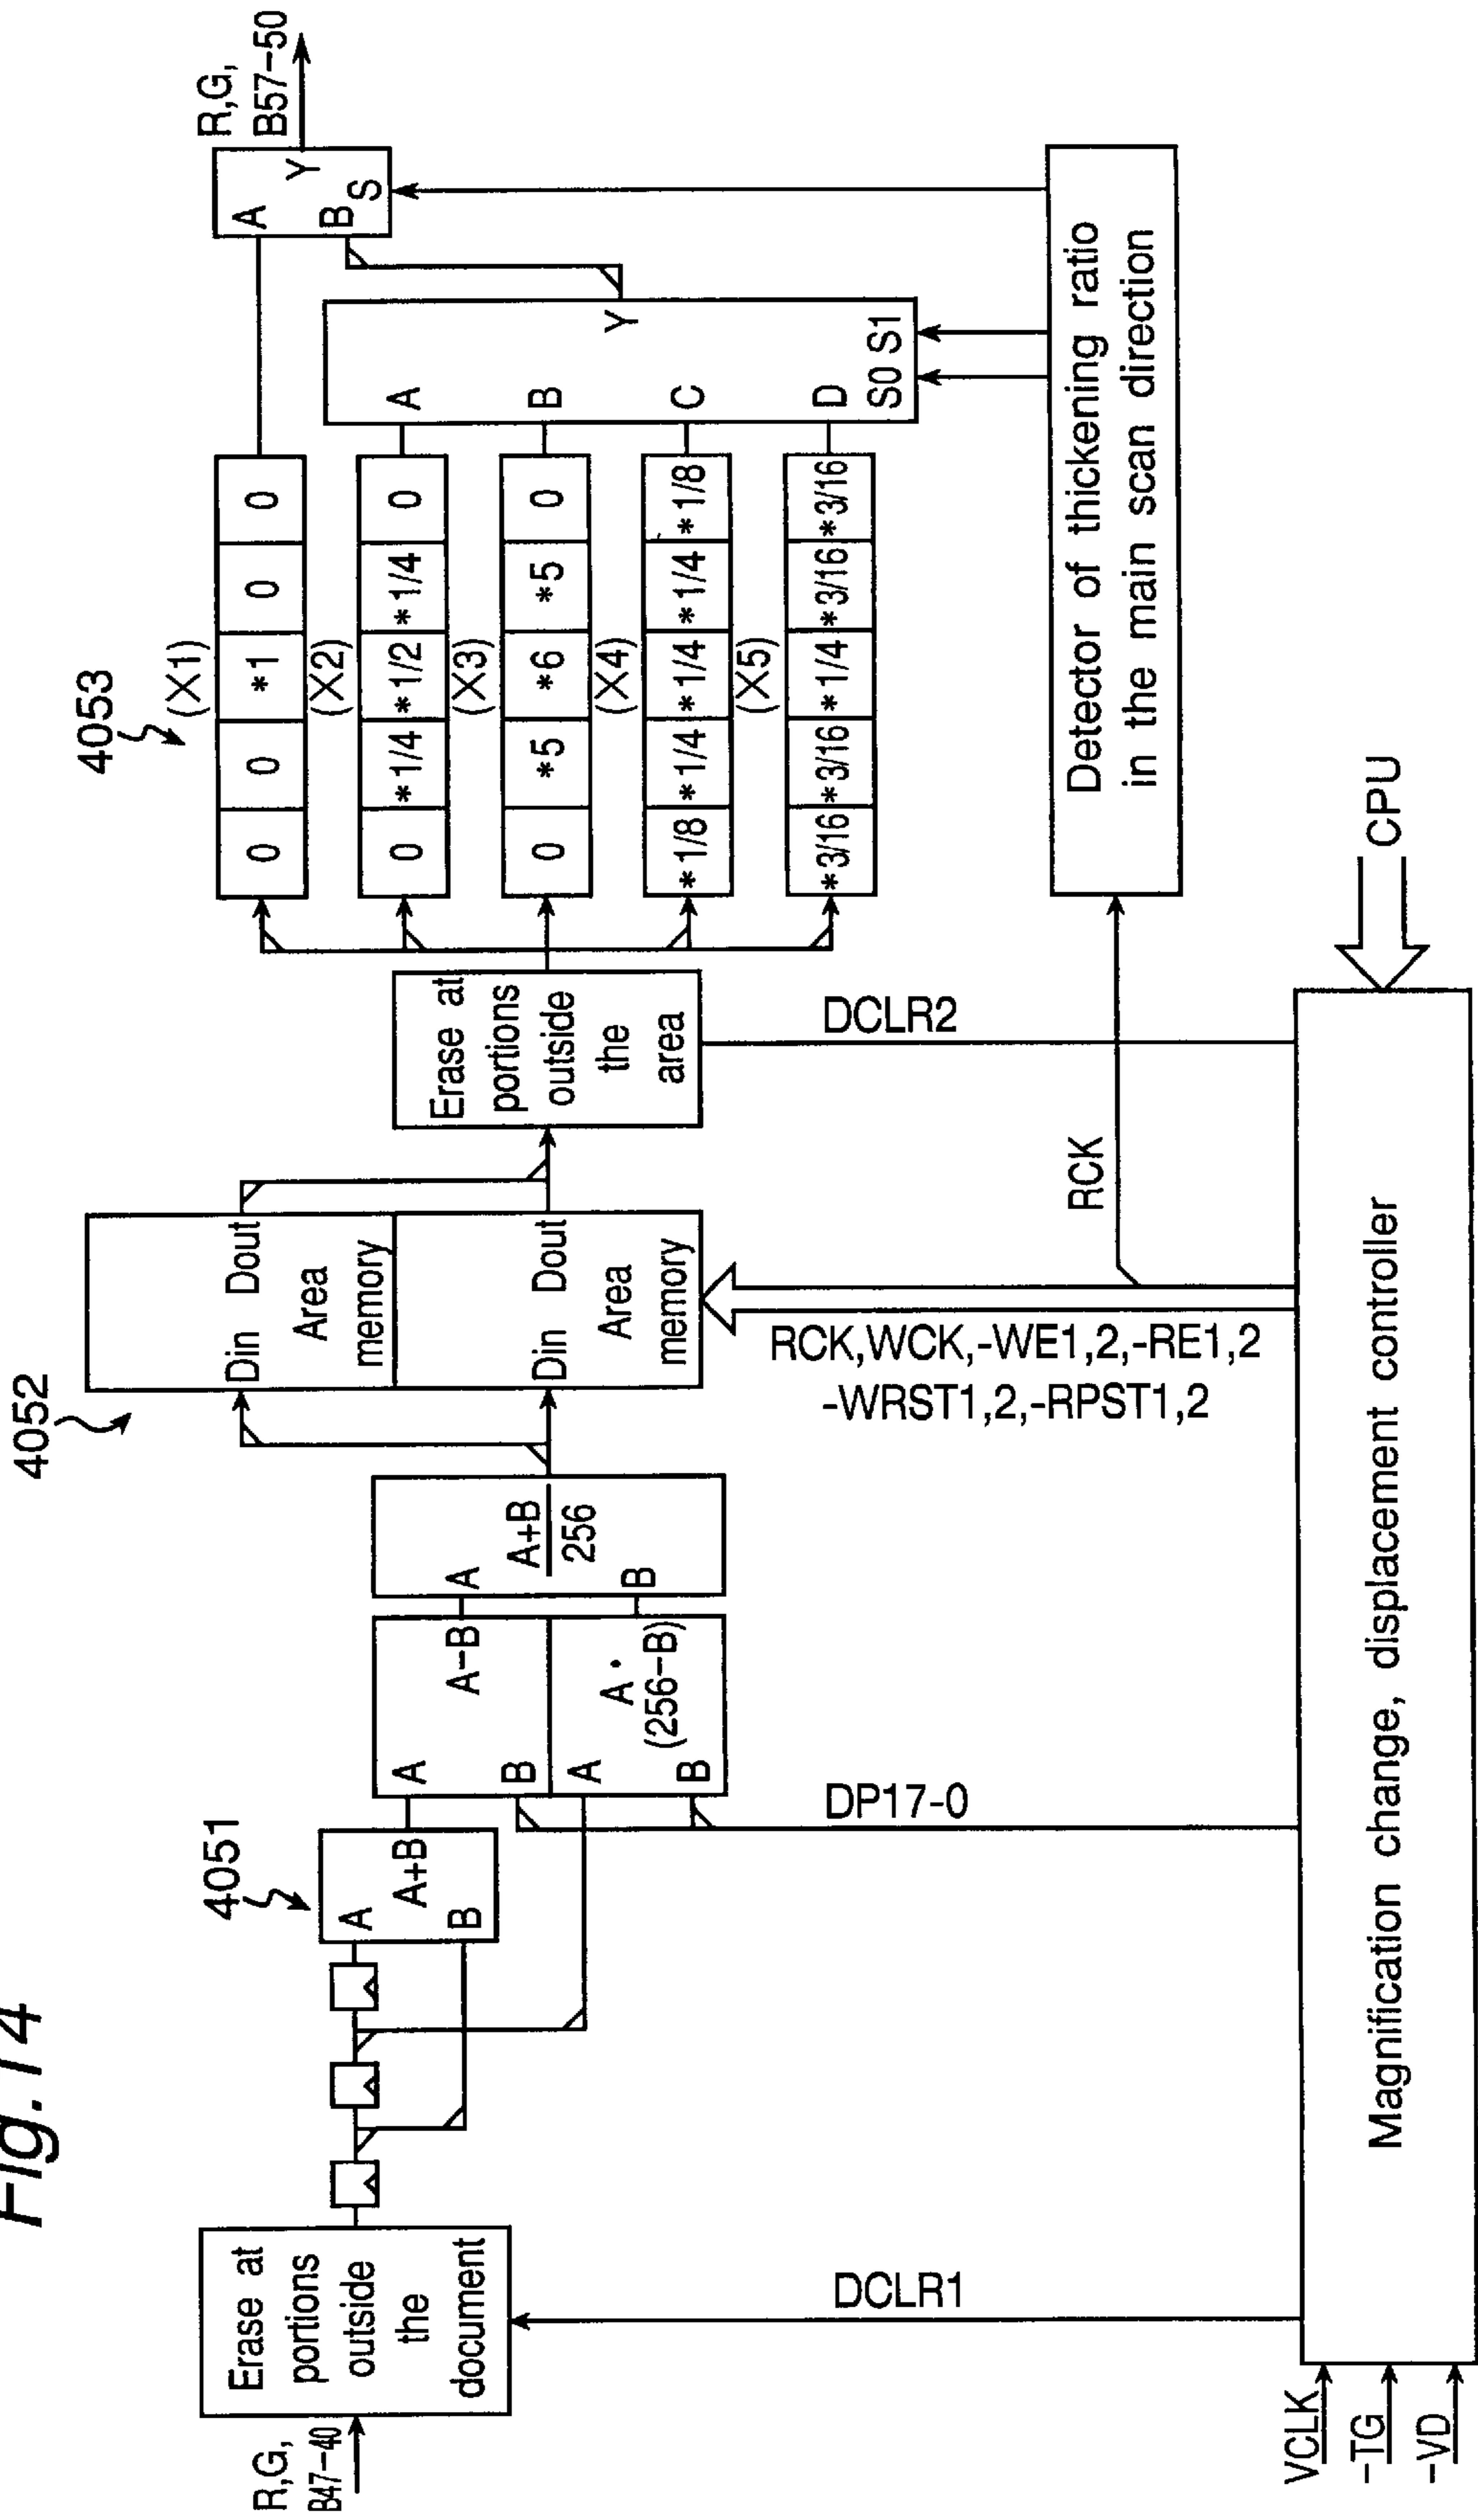 Fig.14
R,G,
B47-40
Erase at
portions
outside
the
document
DCLR1
4051
A
A+B
B
A
A-B
B
A
A·
(256-B)
B
DP17-0
A
A+B
256
B
4052
Din Dout
Area
memory
Din Dout
Area
memory
RCK,WCK,-WE1,2,-RE1,2
-WRST1,2,-RPST1,2
RCK
Erase at
portions
outside
the
area
DCLR2
4053
(X1)
0 0 *1 0 0
(X2)
0 *1/4 *1/2 *1/4 0
(X3)
0 *5 *6 *5 0
(X4)
*1/8 *1/4 *1/4 *1/4 *1/8
(X5)
*3/16 *3/16 *1/4 *3/16 *3/16
A
B
C
D
Y
S0 S1
A
B
Y
S
R,G,
B57-50
Detector of thickening ratio
in the main scan direction
CPU
Magnification change, displacement controller
VCLK
-TG
-VD